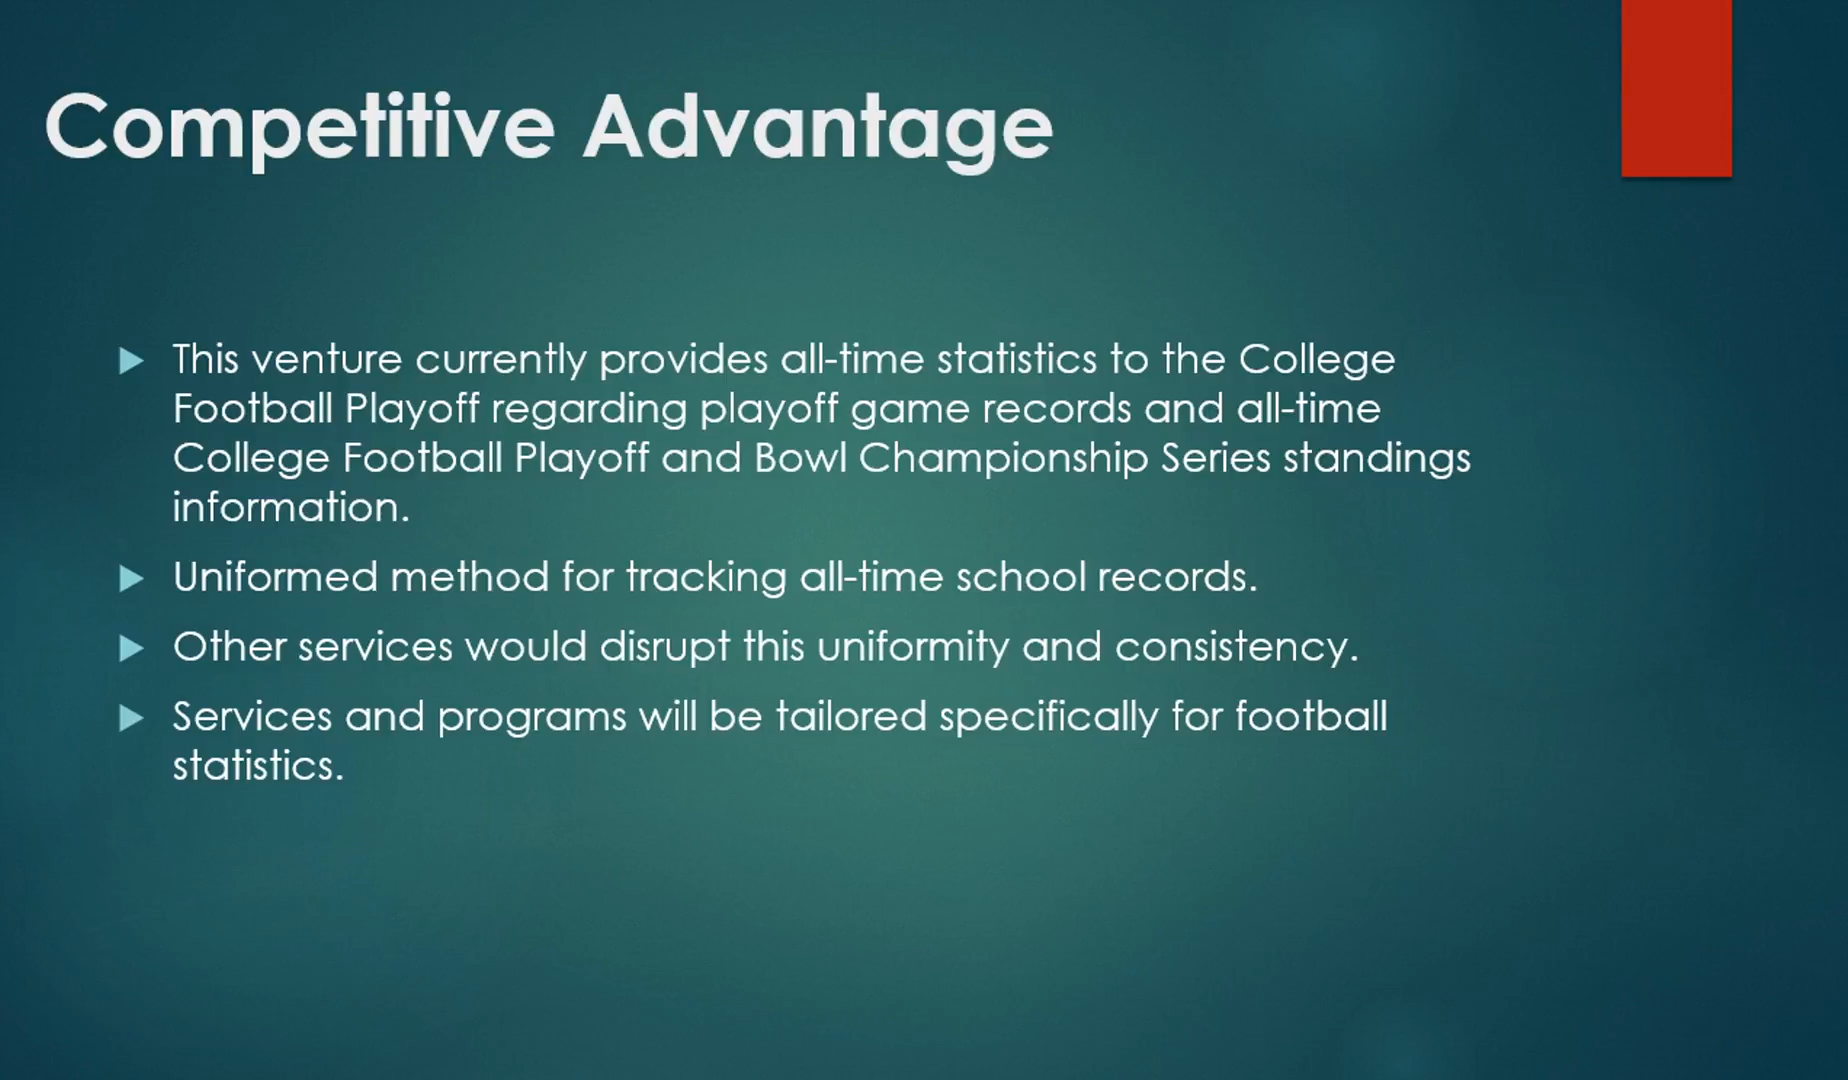 Competitive Advantage
This venture currently provides all-time statistics to the College
Football Playoff regarding playoff game records and all-time
College Football Playoff and Bowl Championship Series standings
information.
Uniformed method for tracking all-time school records.
Other services would disrupt this uniformity and consistency.
Services and programs will be tailored specifically for football
statistics.